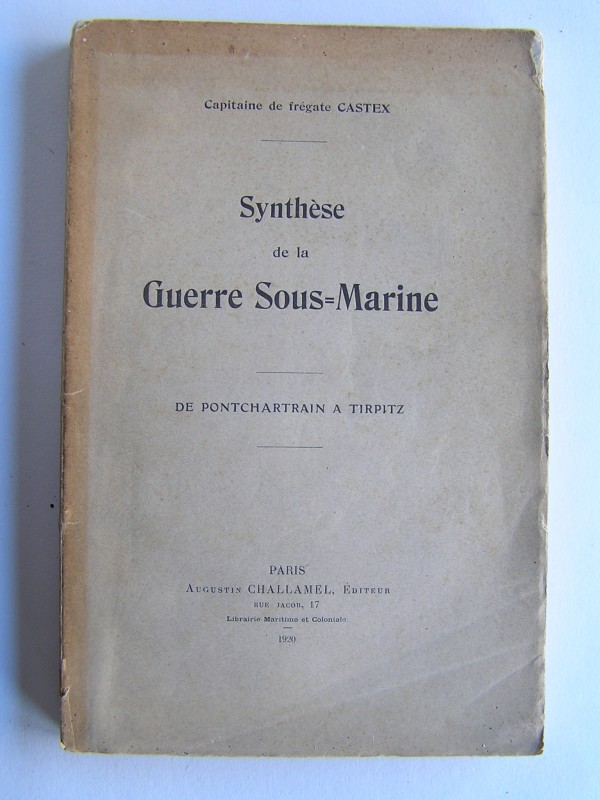 Capitaine de frégate CASTEX
Synthèse
de la
Guerre Sous=Marine
DE PONTCHARTRAIN A TIRPITZ
PARIS
AUGUSTIN CHALLAMEL, ÉDITEUR
RUE JACOB, 17
Librairie Maritime et Coloniale
1920